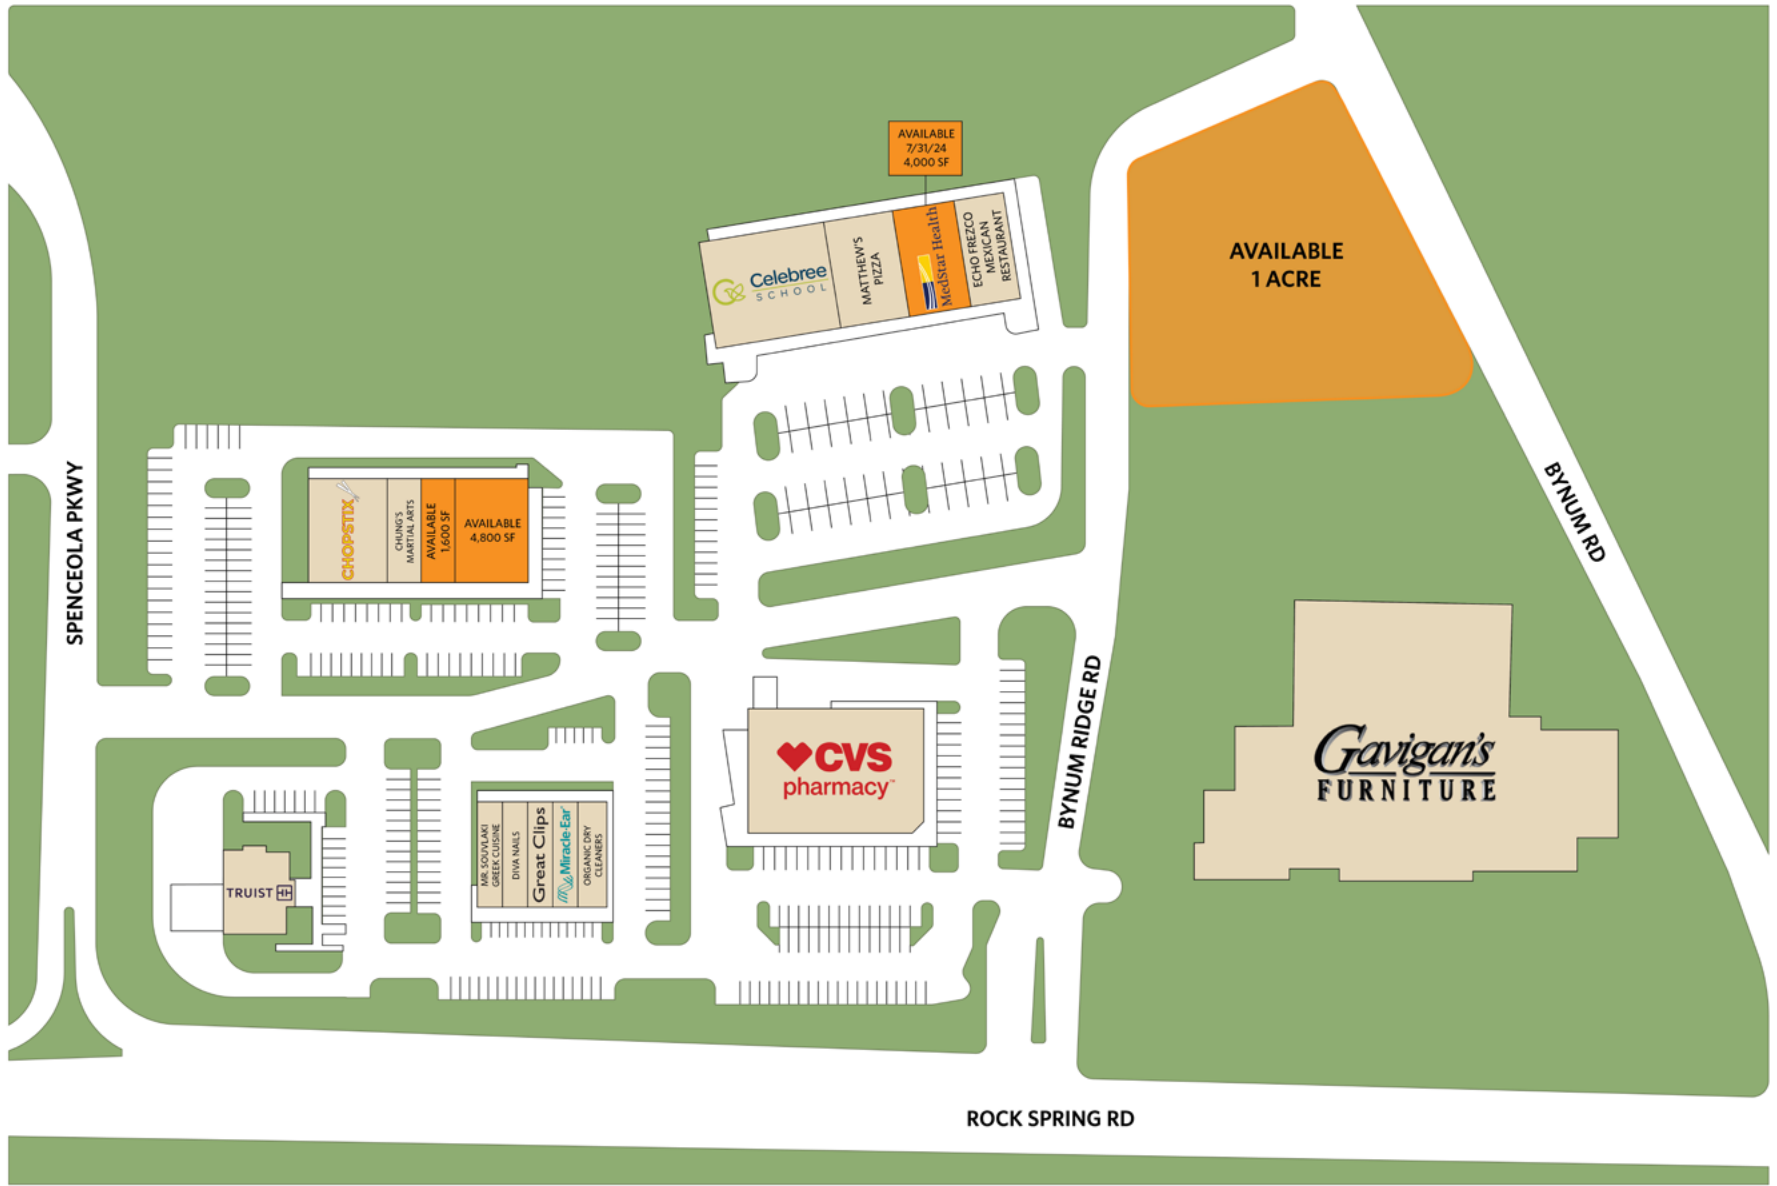 AVAILABLE
7/31/24
4,000 SF
Celebree
SCHOOL
MATTHEW'S
PIZZA
MedStar Health
ECHO FREZCO
MEXICAN
RESTAURANT
AVAILABLE
1 ACRE
SPENCEOLA PKWY
CHOPSTIX
CHUNG'S
MARTIAL ARTS
AVAILABLE
1,600 SF
AVAILABLE
4,800 SF
BYNUM RD
BYNUM RIDGE RD
CVS
pharmacy™
Gavigan's
FURNITURE
TRUIST
MR. SOUVLAKI
GREEK CUISINE
DIVA NAILS
Great Clips
Miracle-Ear®
ORGANIC DRY
CLEANERS
ROCK SPRING RD